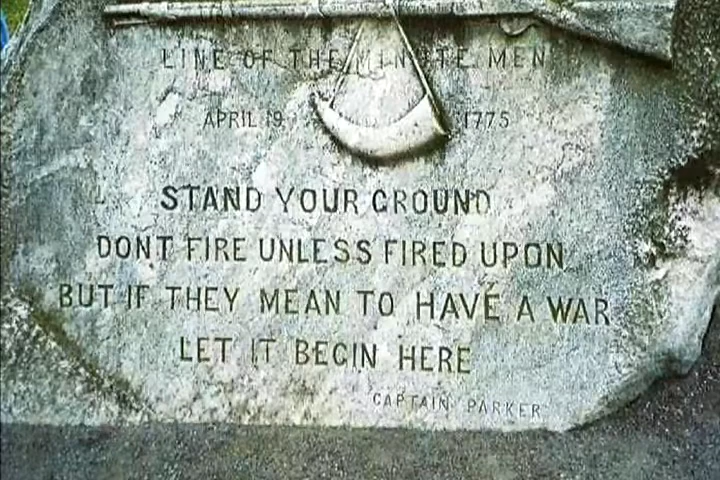 LINE OF THE MINUTE MEN
APRIL 19 1775
STAND YOUR GROUND
DONT FIRE UNLESS FIRED UPON
BUT IF THEY MEAN TO HAVE A WAR
LET IT BEGIN HERE
CAPTAIN PARKER